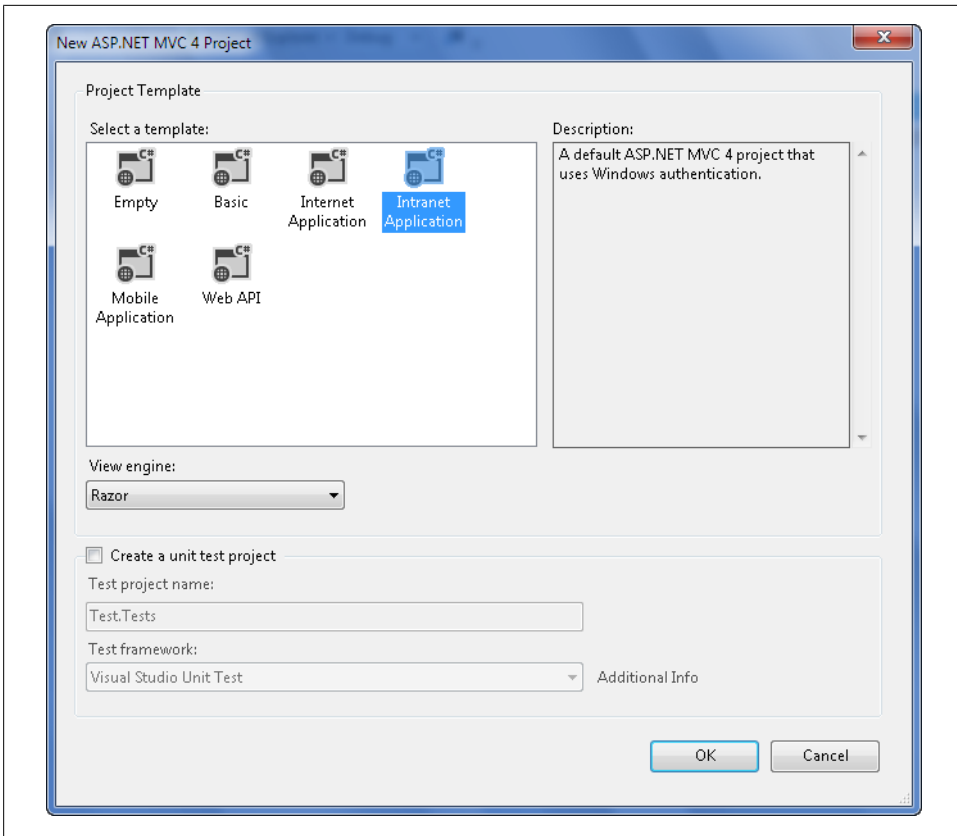 New ASP.NET MVC 4 Project
Project Template
Select a template:
C#
C#
C#
C#
Empty
Basic
Internet
Application
Intranet
Application
C#
C#
Mobile
Application
Web API
Description:
A default ASP.NET MVC 4 project that
uses Windows authentication.
View engine:
Razor
Create a unit test project
Test project name:
Test.Tests
Test framework:
Visual Studio Unit Test
Additional Info
OK
Cancel